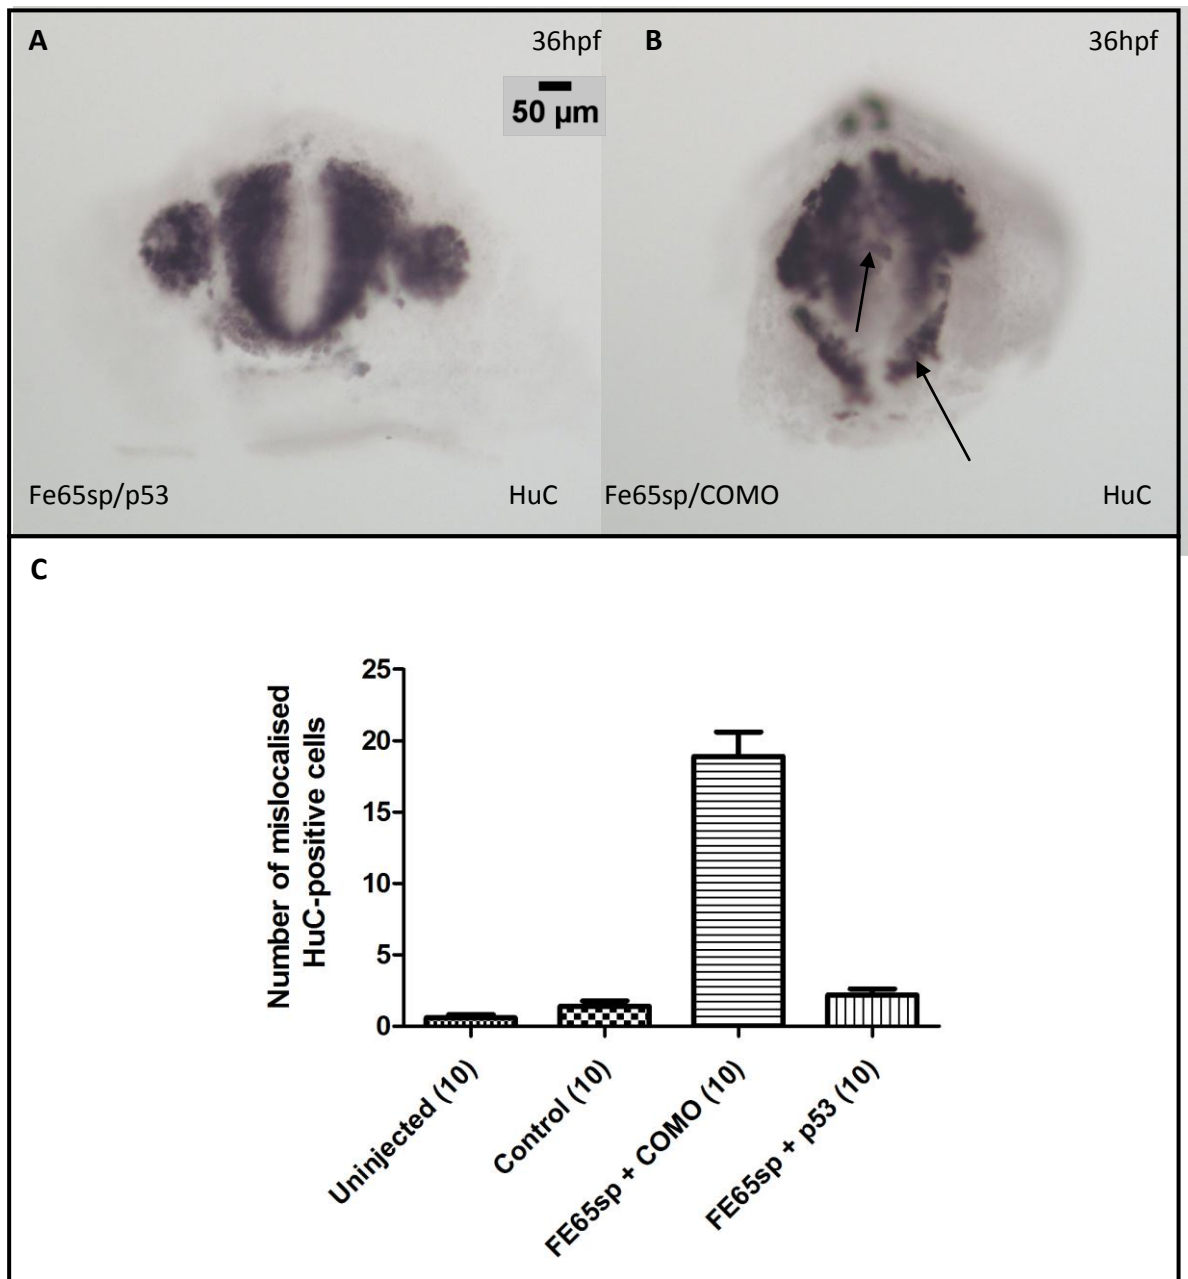 A
36hpf
B
36hpf
50 µm
Fe65sp/p53
HuC
Fe65sp/COMO
HuC
C
Number of mislocalised
HuC-positive cells
25
20
15
10
5
0
Uninjected (10)
Control (10)
FE65sp + COMO (10)
FE65sp + p53 (10)